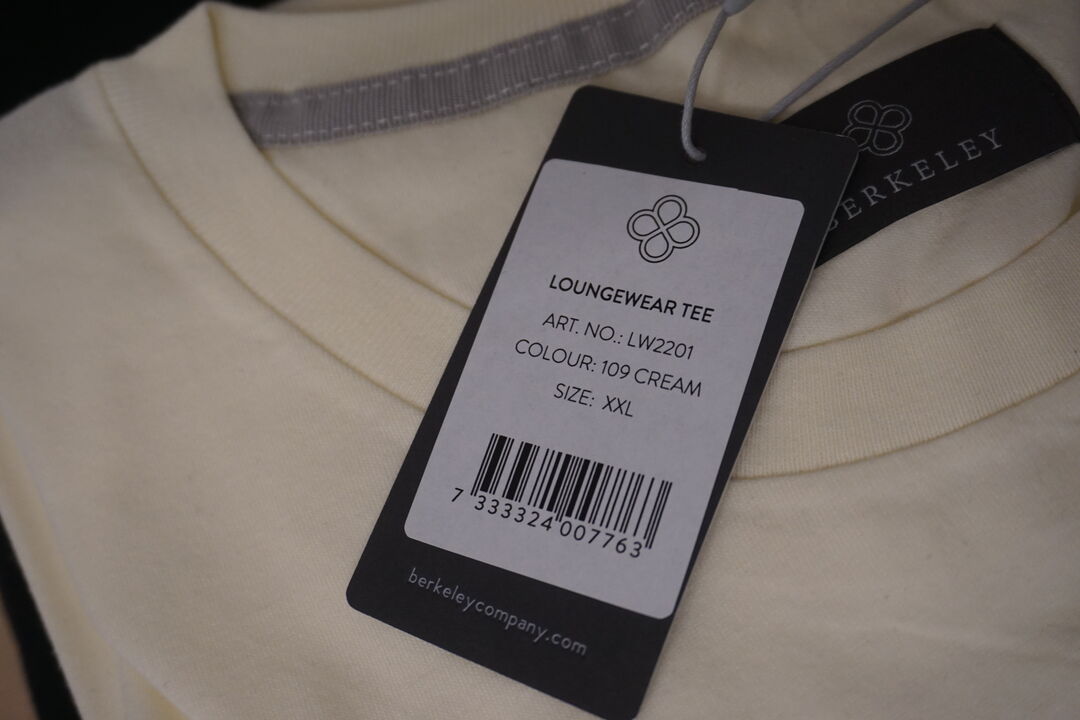 BERKELEY
LOUNGEWEAR TEE
ART. NO.: LW2201
COLOUR: 109 CREAM
SIZE: XXL
7 333324 007763
berkeleycompany.com